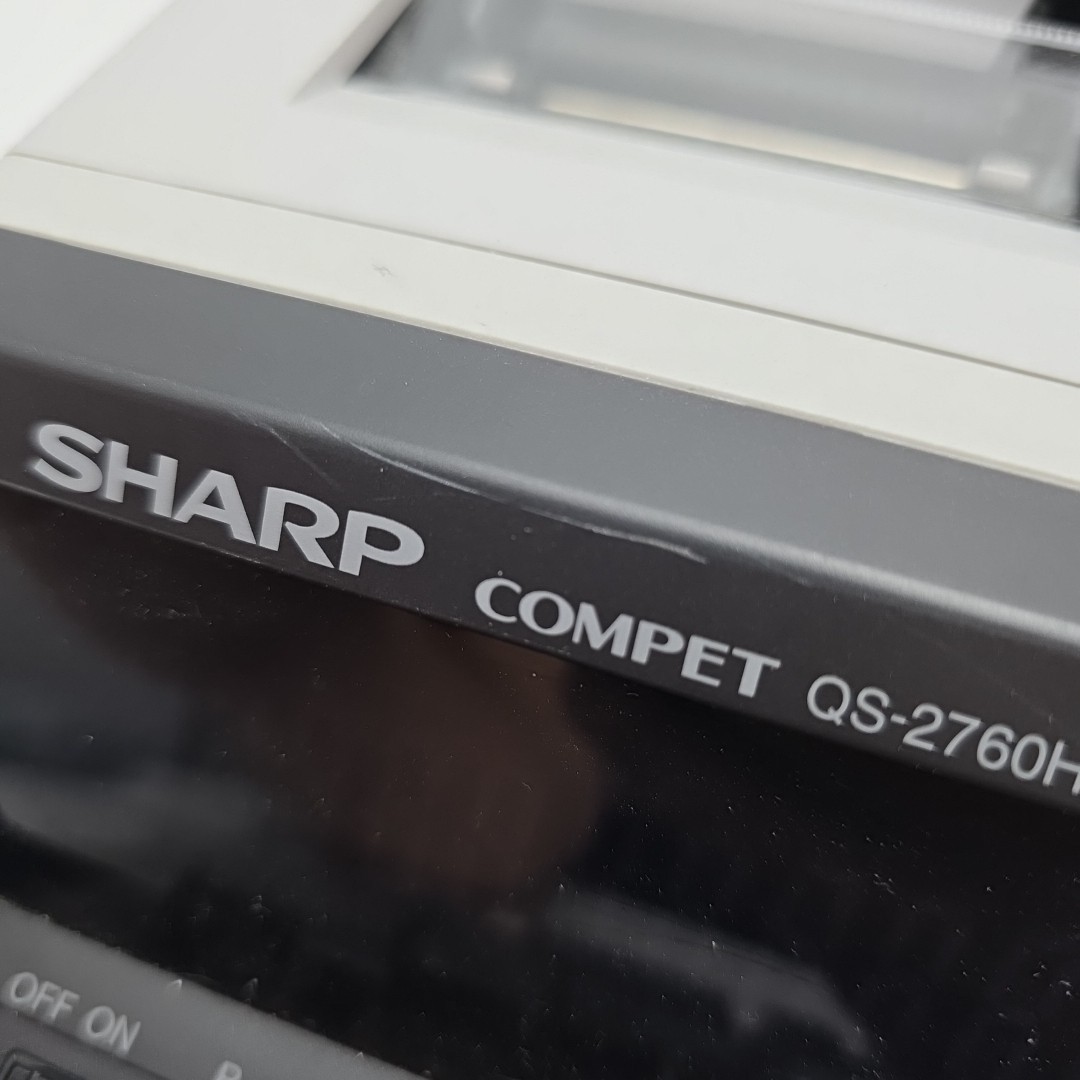 SHARP COMPET QS-2760H
OFF ON